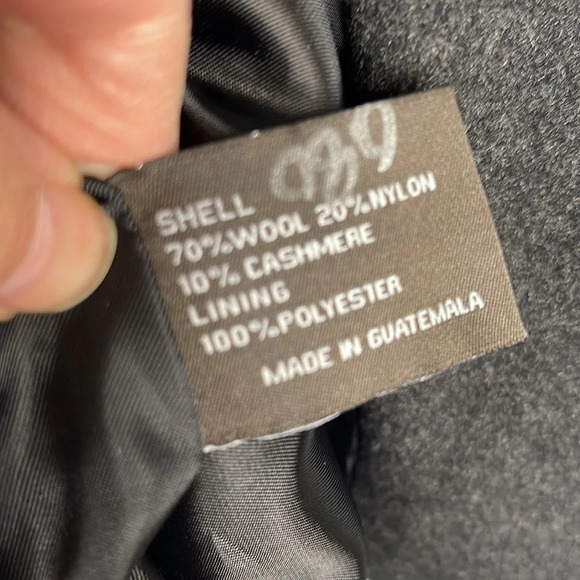 SHELL
70%WOOL 20%NYLON
10% CASHMERE
LINING
100%POLYESTER
MADE IN GUATEMALA